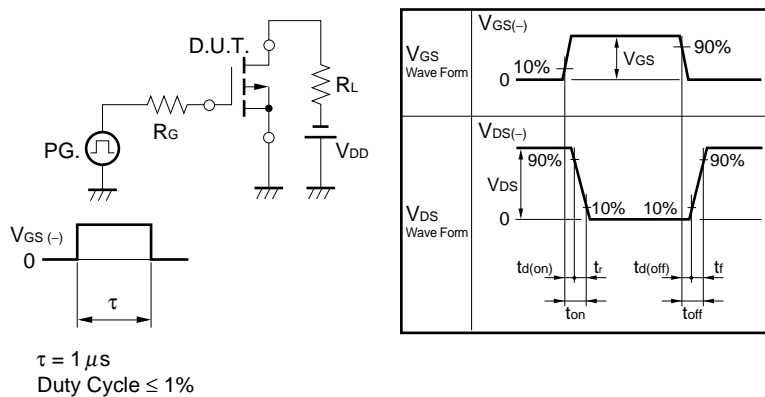 D.U.T.
RL
RG
PG.
VDD
VGS (−)
0
τ
τ = 1 µs
Duty Cycle ≤ 1%
VGS
Wave Form
VGS(−)
10%
VGS
90%
0
VDS
Wave Form
VDS(−)
90%
90%
VDS
10%
10%
0
td(on)
tr
td(off)
tf
ton
toff